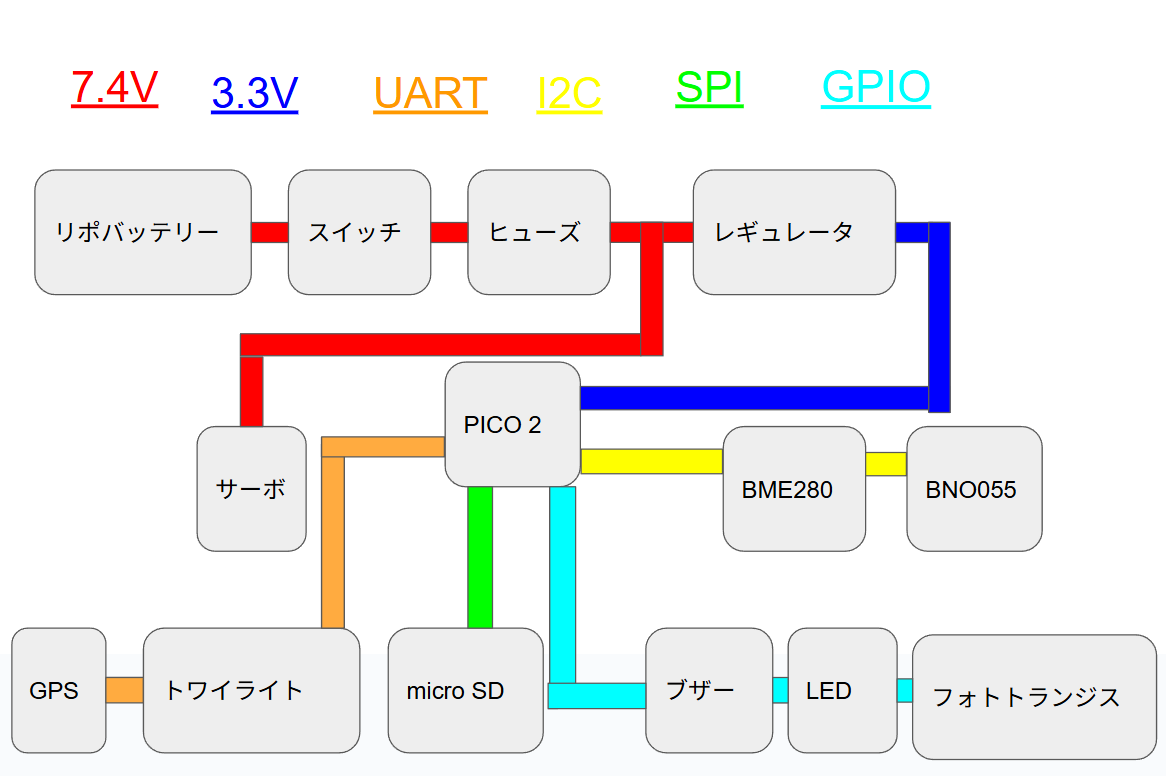 7.4V
3.3V
UART
I2C
SPI
GPIO
リポバッテリー
スイッチ
ヒューズ
レギュレータ
PICO 2
サーボ
BME280
BNO055
GPS
トワイライト
micro SD
ブザー
LED
フォトトランジス